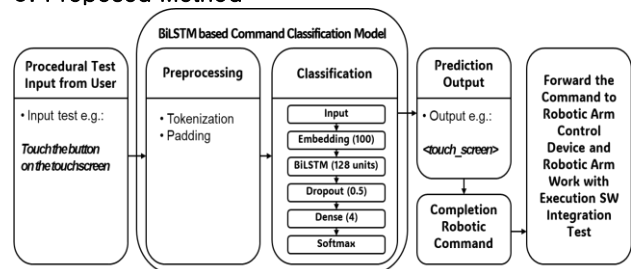 BiLSTM based Command Classification Model
Procedural Test
Input from User
• Input test e.g.:
Touch the button
on the touchscreen
Preprocessing
• Tokenization
• Padding
Classification
Input
Embedding (100)
BiLSTM (128 units)
Dropout (0.5)
Dense (4)
Softmax
Prediction
Output
• Output e.g.:
<touch_screen>
Completion
Robotic
Command
Forward the
Command to
Robotic Arm
Control
Device and
Robotic Arm
Work with
Execution SW
Integration
Test